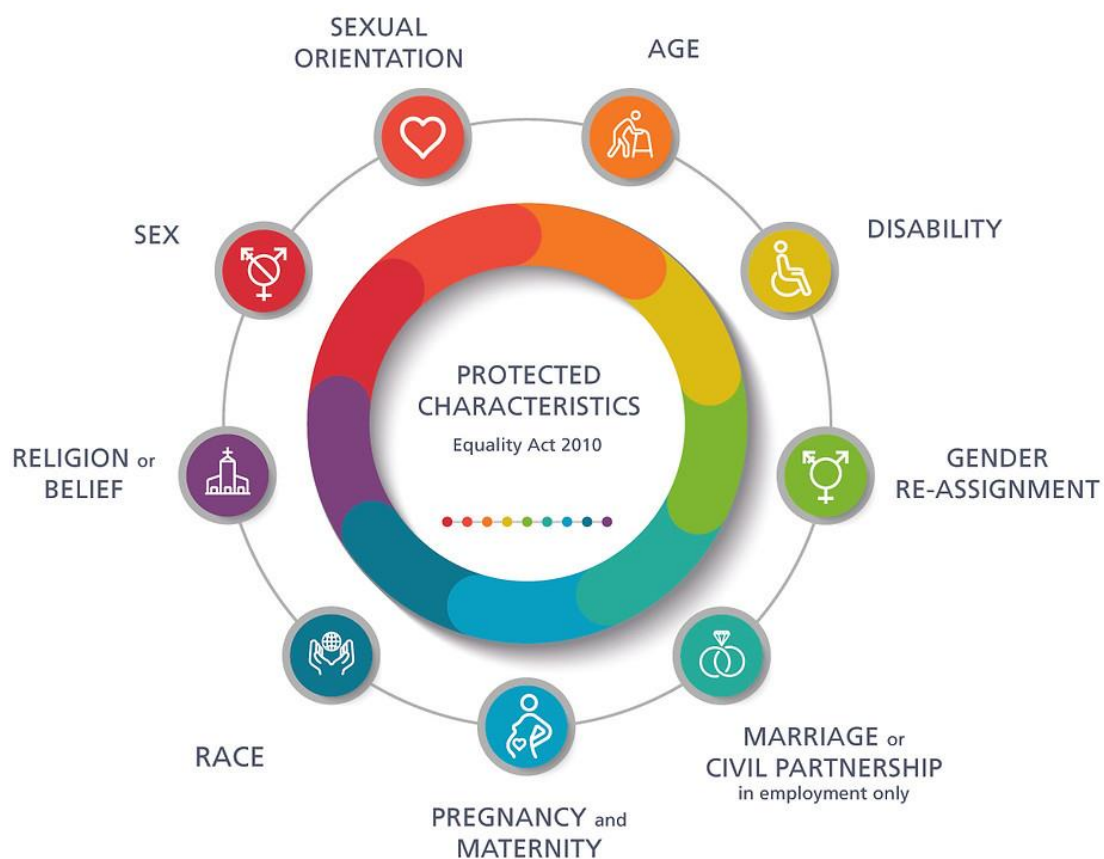 SEXUAL
ORIENTATION
AGE
SEX
DISABILITY
PROTECTED
CHARACTERISTICS
Equality Act 2010
RELIGION or
BELIEF
GENDER
RE-ASSIGNMENT
RACE
MARRIAGE or
CIVIL PARTNERSHIP
in employment only
PREGNANCY and
MATERNITY